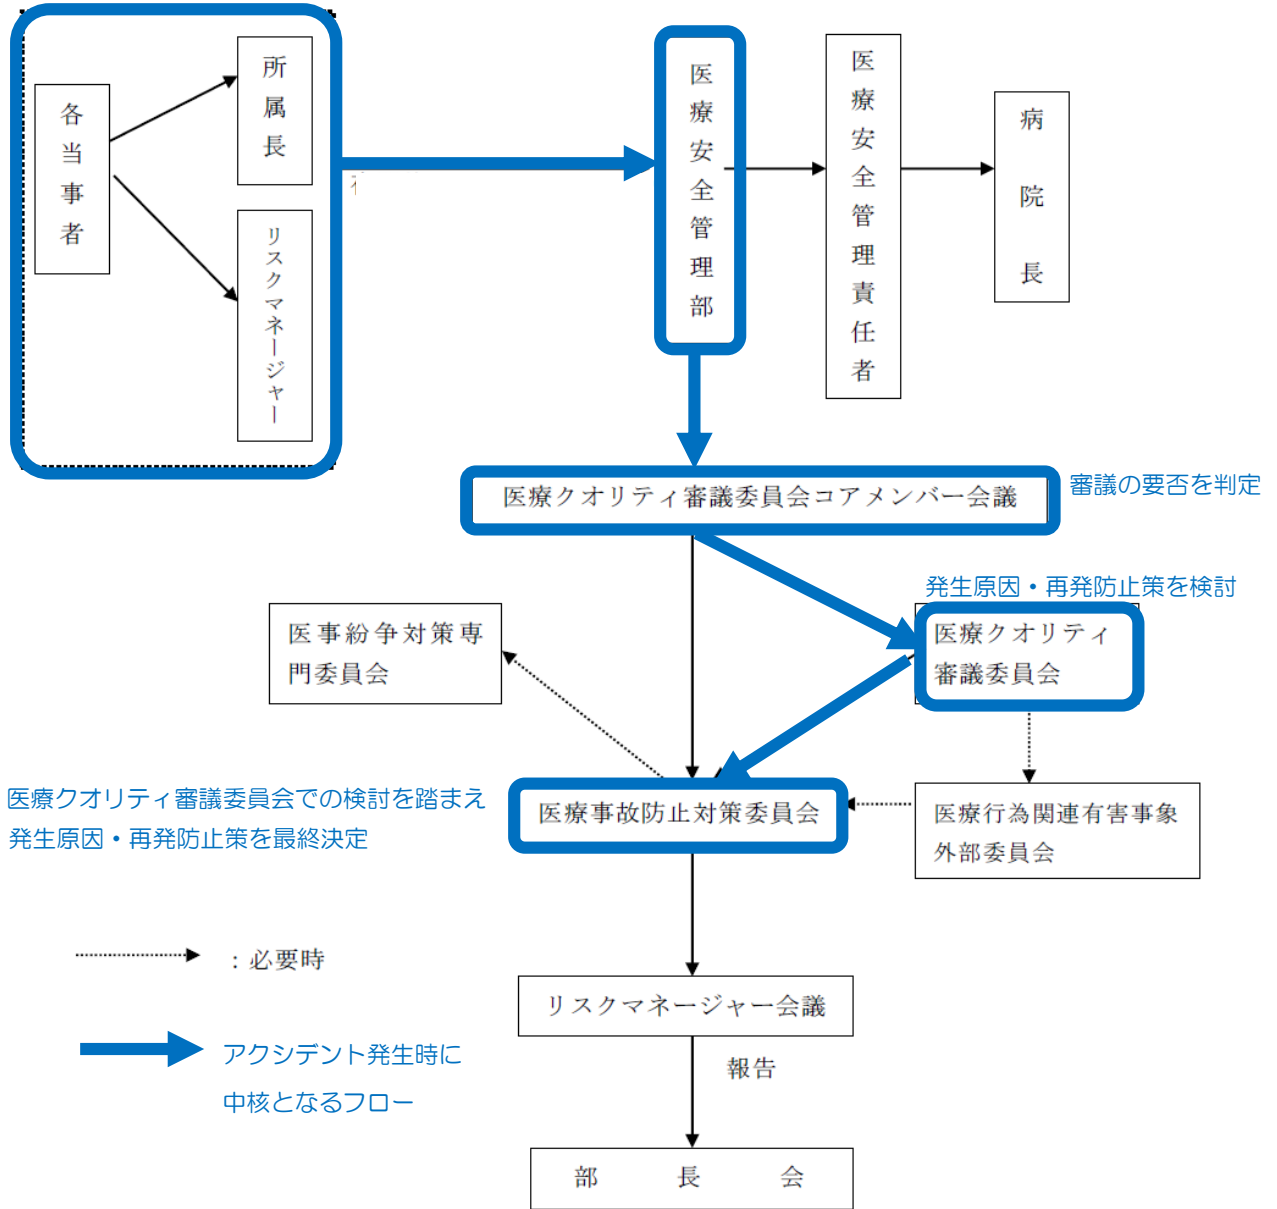 各当事者
所属長
リスクマネージャー
医療安全管理部
医療安全管理責任者
病院長
医療クオリティ審議委員会コアメンバー会議
審議の要否を判定
発生原因・再発防止策を検討
医事紛争対策専
門委員会
医療クオリティ
審議委員会
医療クオリティ審議委員会での検討を踏まえ
発生原因・再発防止策を最終決定
医療事故防止対策委員会
医療行為関連有害事象
外部委員会
：必要時
リスクマネージャー会議
アクシデント発生時に
中核となるフロー
報告
部長会